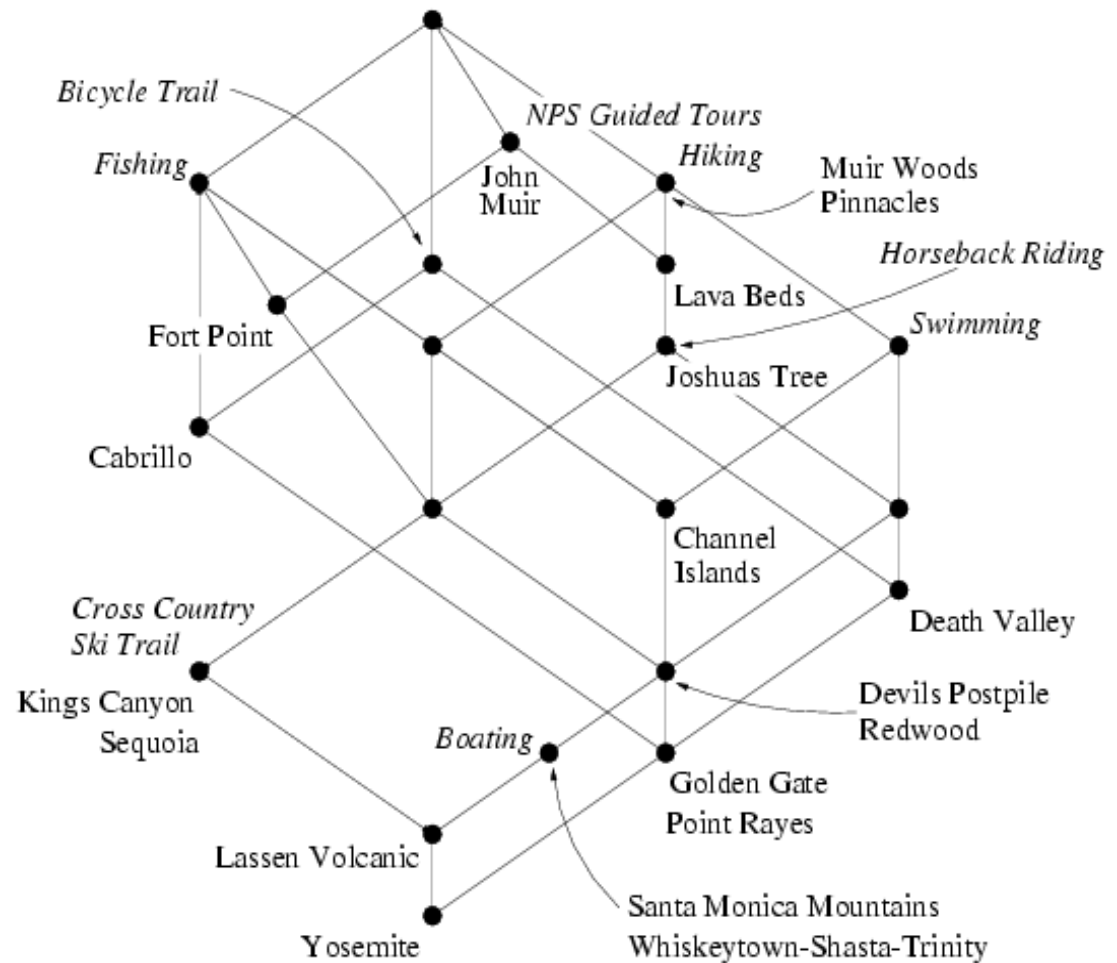 Bicycle Trail
NPS Guided Tours
Fishing
Hiking
John
Muir
Muir Woods
Pinnacles
Horseback Riding
Lava Beds
Fort Point
Swimming
Joshuas Tree
Cabrillo
Channel
Islands
Cross Country
Ski Trail
Death Valley
Kings Canyon
Sequoia
Devils Postpile
Redwood
Boating
Golden Gate
Point Rayes
Lassen Volcanic
Santa Monica Mountains
Whiskeytown-Shasta-Trinity
Yosemite